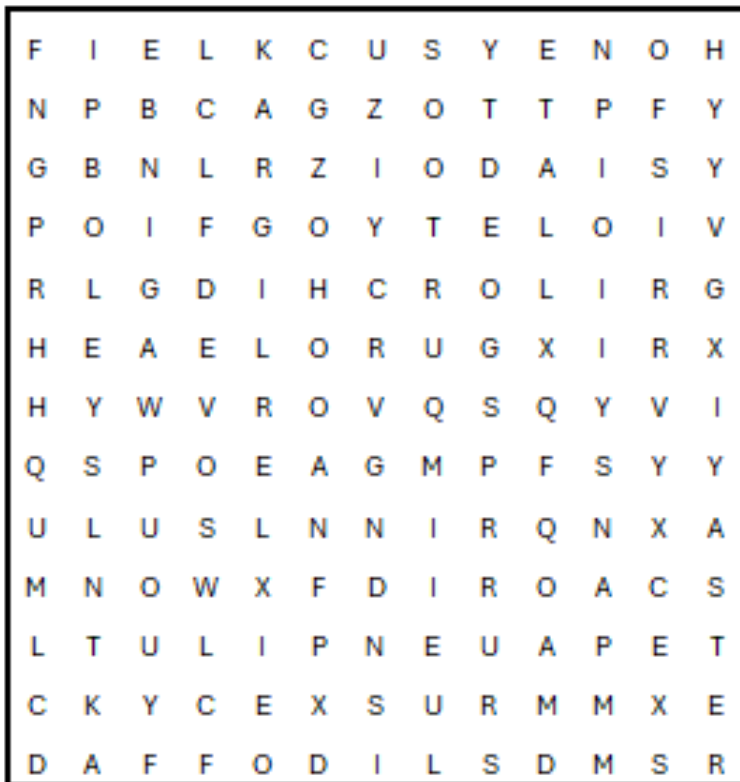 F I E L K C U S Y E N O H
N P B C A G Z O T T P F Y
G B N L R Z I O D A I S Y
P O I F G O Y T E L O I V
R L G D I H C R O L I R G
H E A E L O R U G X I R X
H Y W V R O V Q S Q Y V I
Q S P O E A G M P F S Y Y
U L U S L N N I R Q N X A
M N O W X F D I R O A C S
L T U L I P N E U A P E T
C K Y C E X S U R M M X E
D A F F O D I L S D M S R